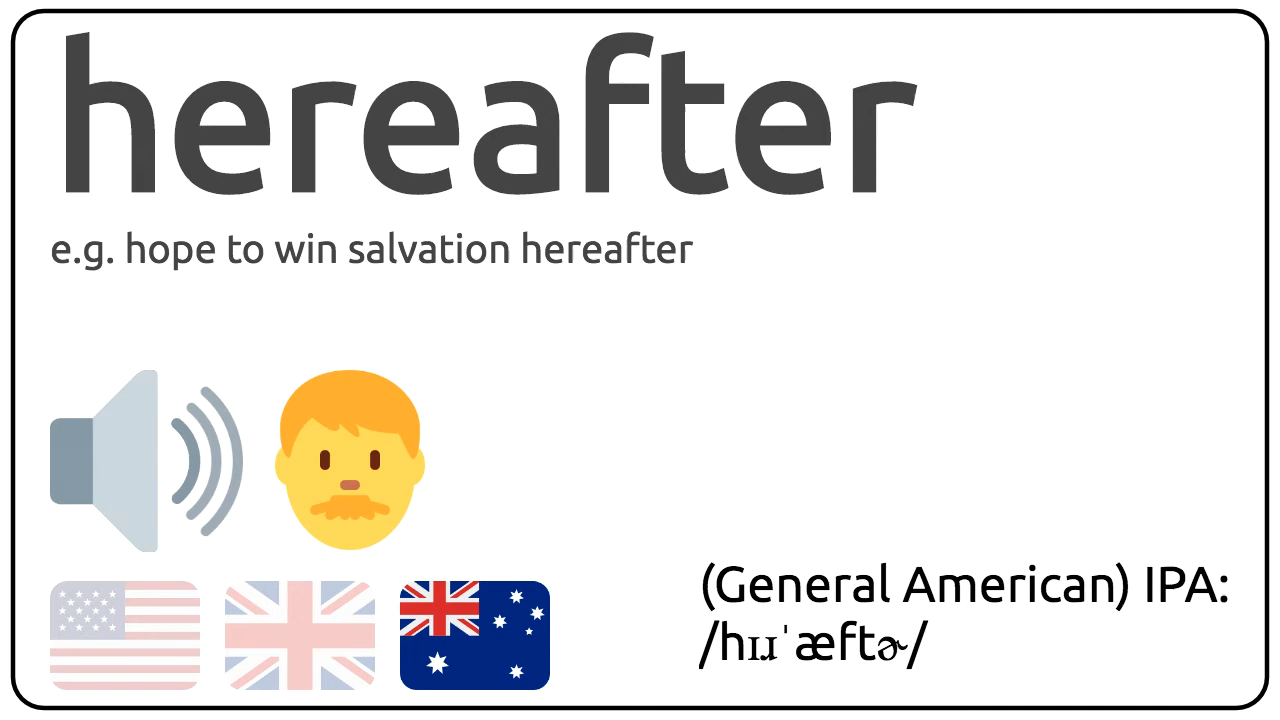 hereafter
e.g. hope to win salvation hereafter
(General American) IPA:
/hɪɹˈæftɚ/